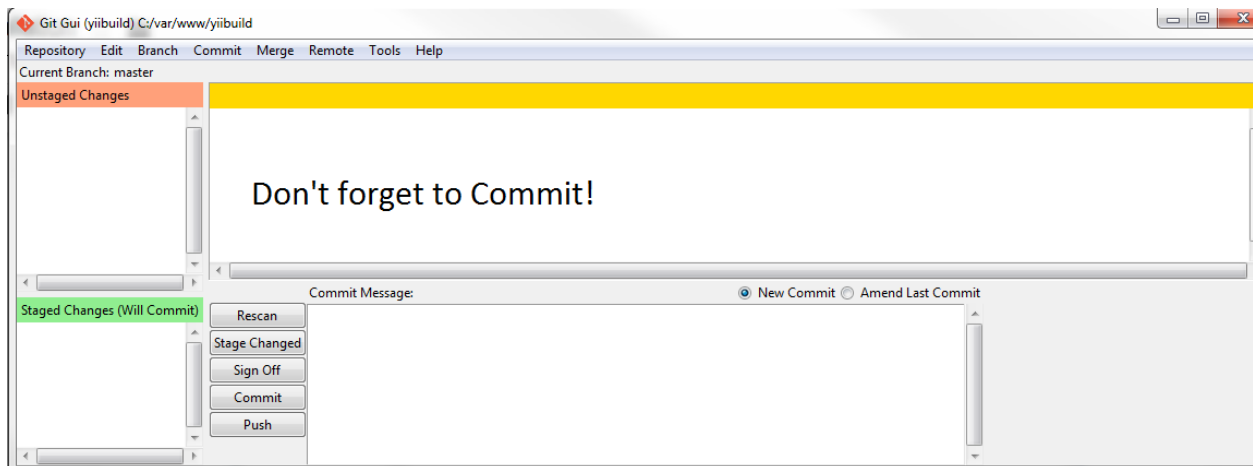 Git Gui (yiibuild) C:/var/www/yiibuild
Repository Edit Branch Commit Merge Remote Tools Help
Current Branch: master
Unstaged Changes
Don't forget to Commit!
Staged Changes (Will Commit)
Commit Message:
New Commit Amend Last Commit
Rescan
Stage Changed
Sign Off
Commit
Push